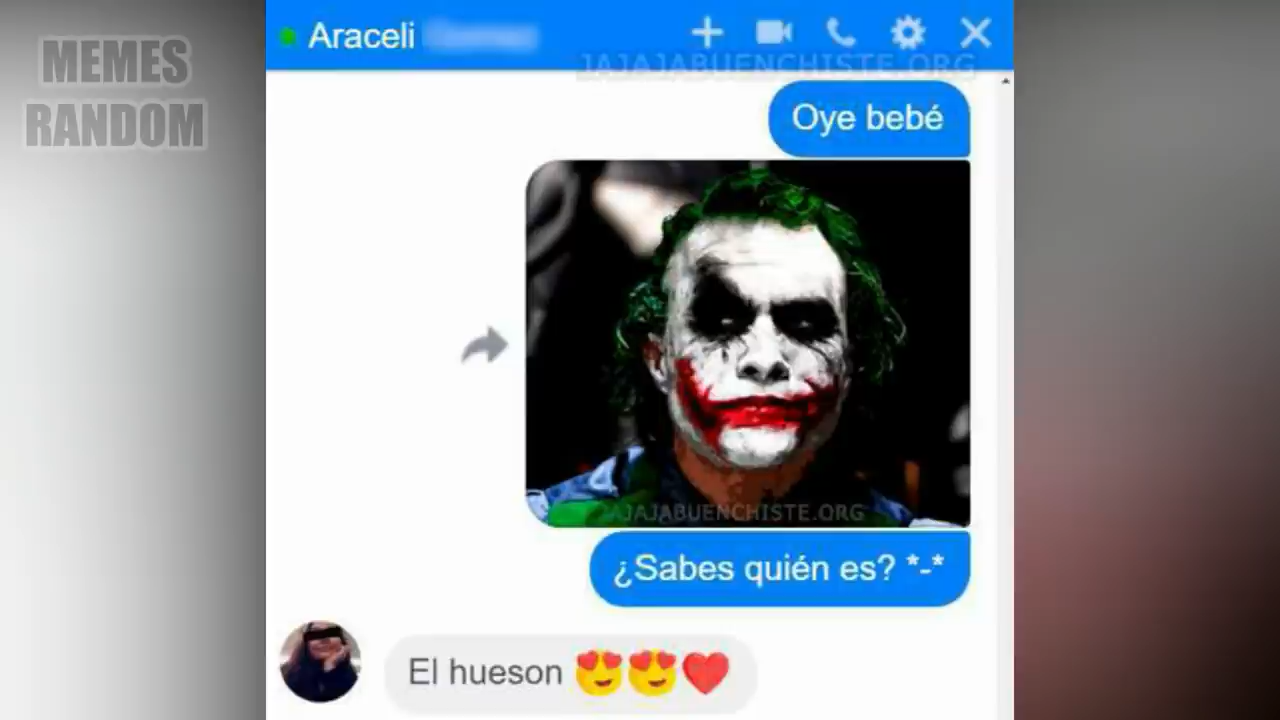 MEMES
RANDOM
Araceli
JAJAJABUENCHISTE.ORG
Oye bebé
JAJAJABUENCHISTE.ORG
¿Sabes quién es? *-*
El hueson 😍😍❤️